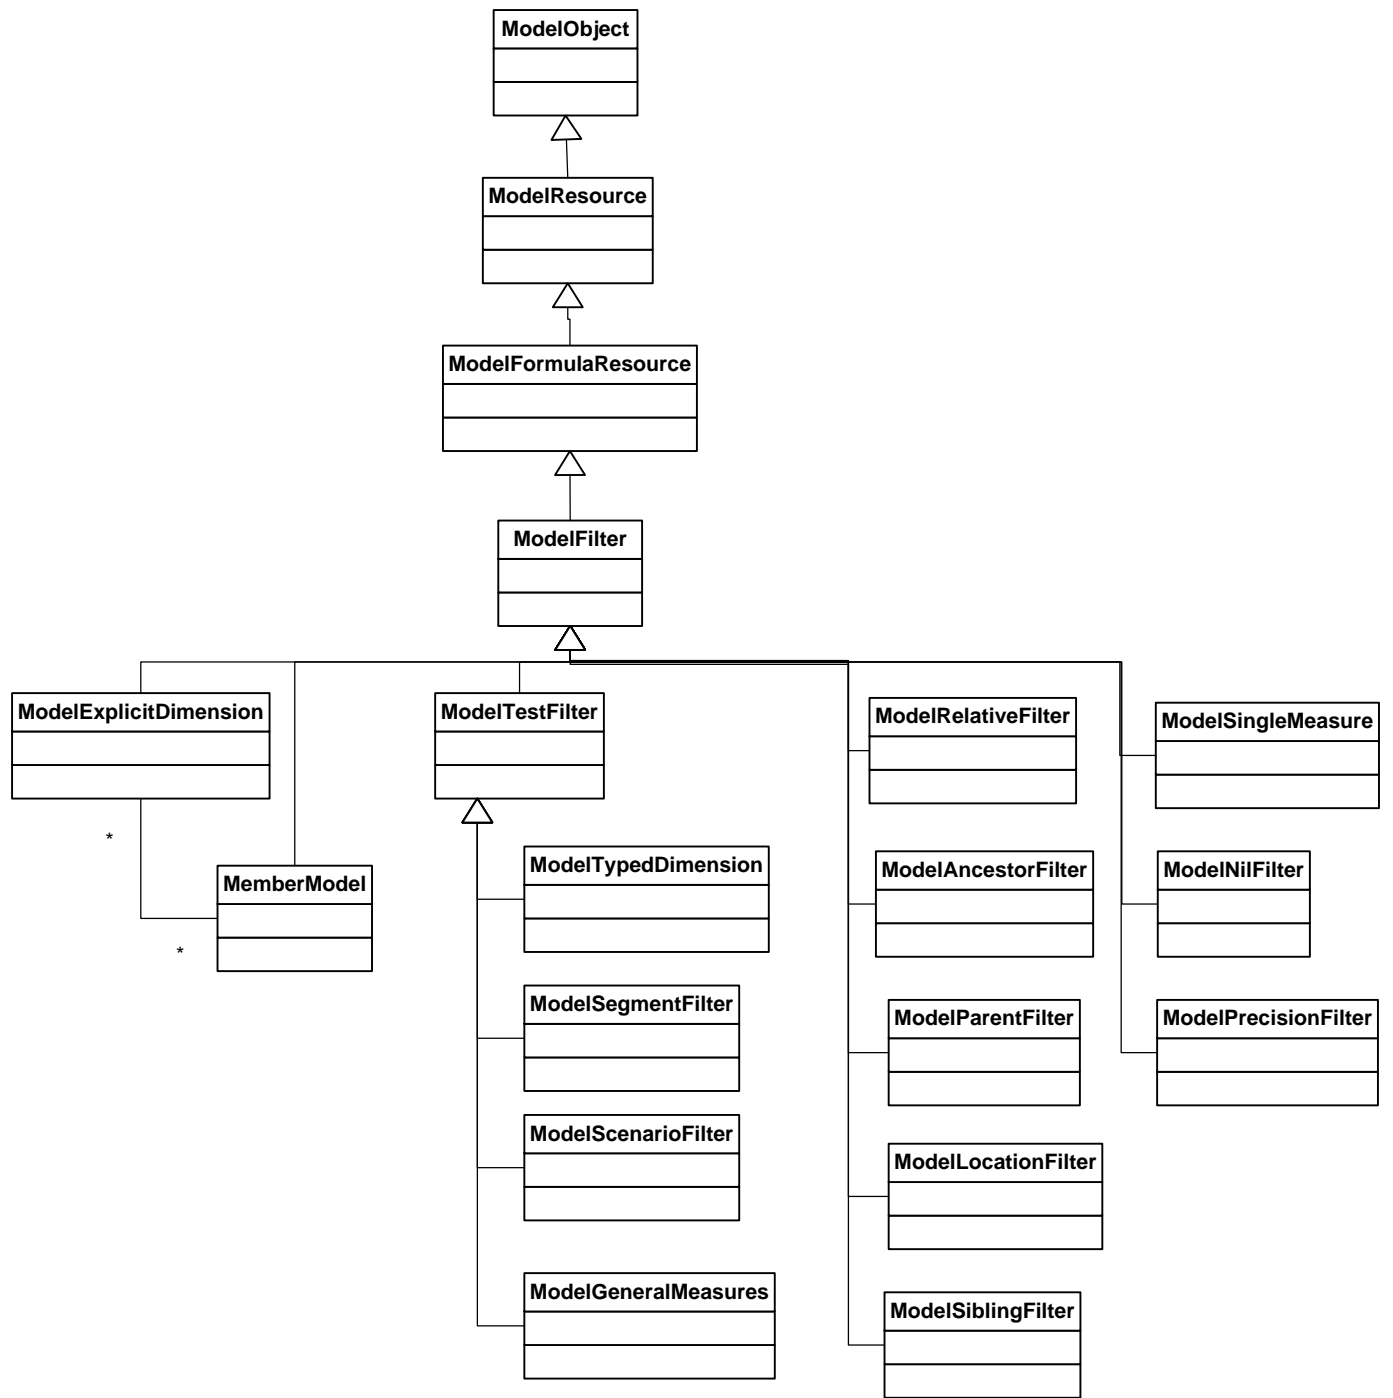 ModelObject
ModelResource
ModelFormulaResource
ModelFilter
ModelExplicitDimension
ModelTestFilter
ModelRelativeFilter
ModelSingleMeasure
*
MemberModel
*
ModelTypedDimension
ModelAncestorFilter
ModelNilFilter
ModelSegmentFilter
ModelParentFilter
ModelPrecisionFilter
ModelScenarioFilter
ModelLocationFilter
ModelGeneralMeasures
ModelSiblingFilter